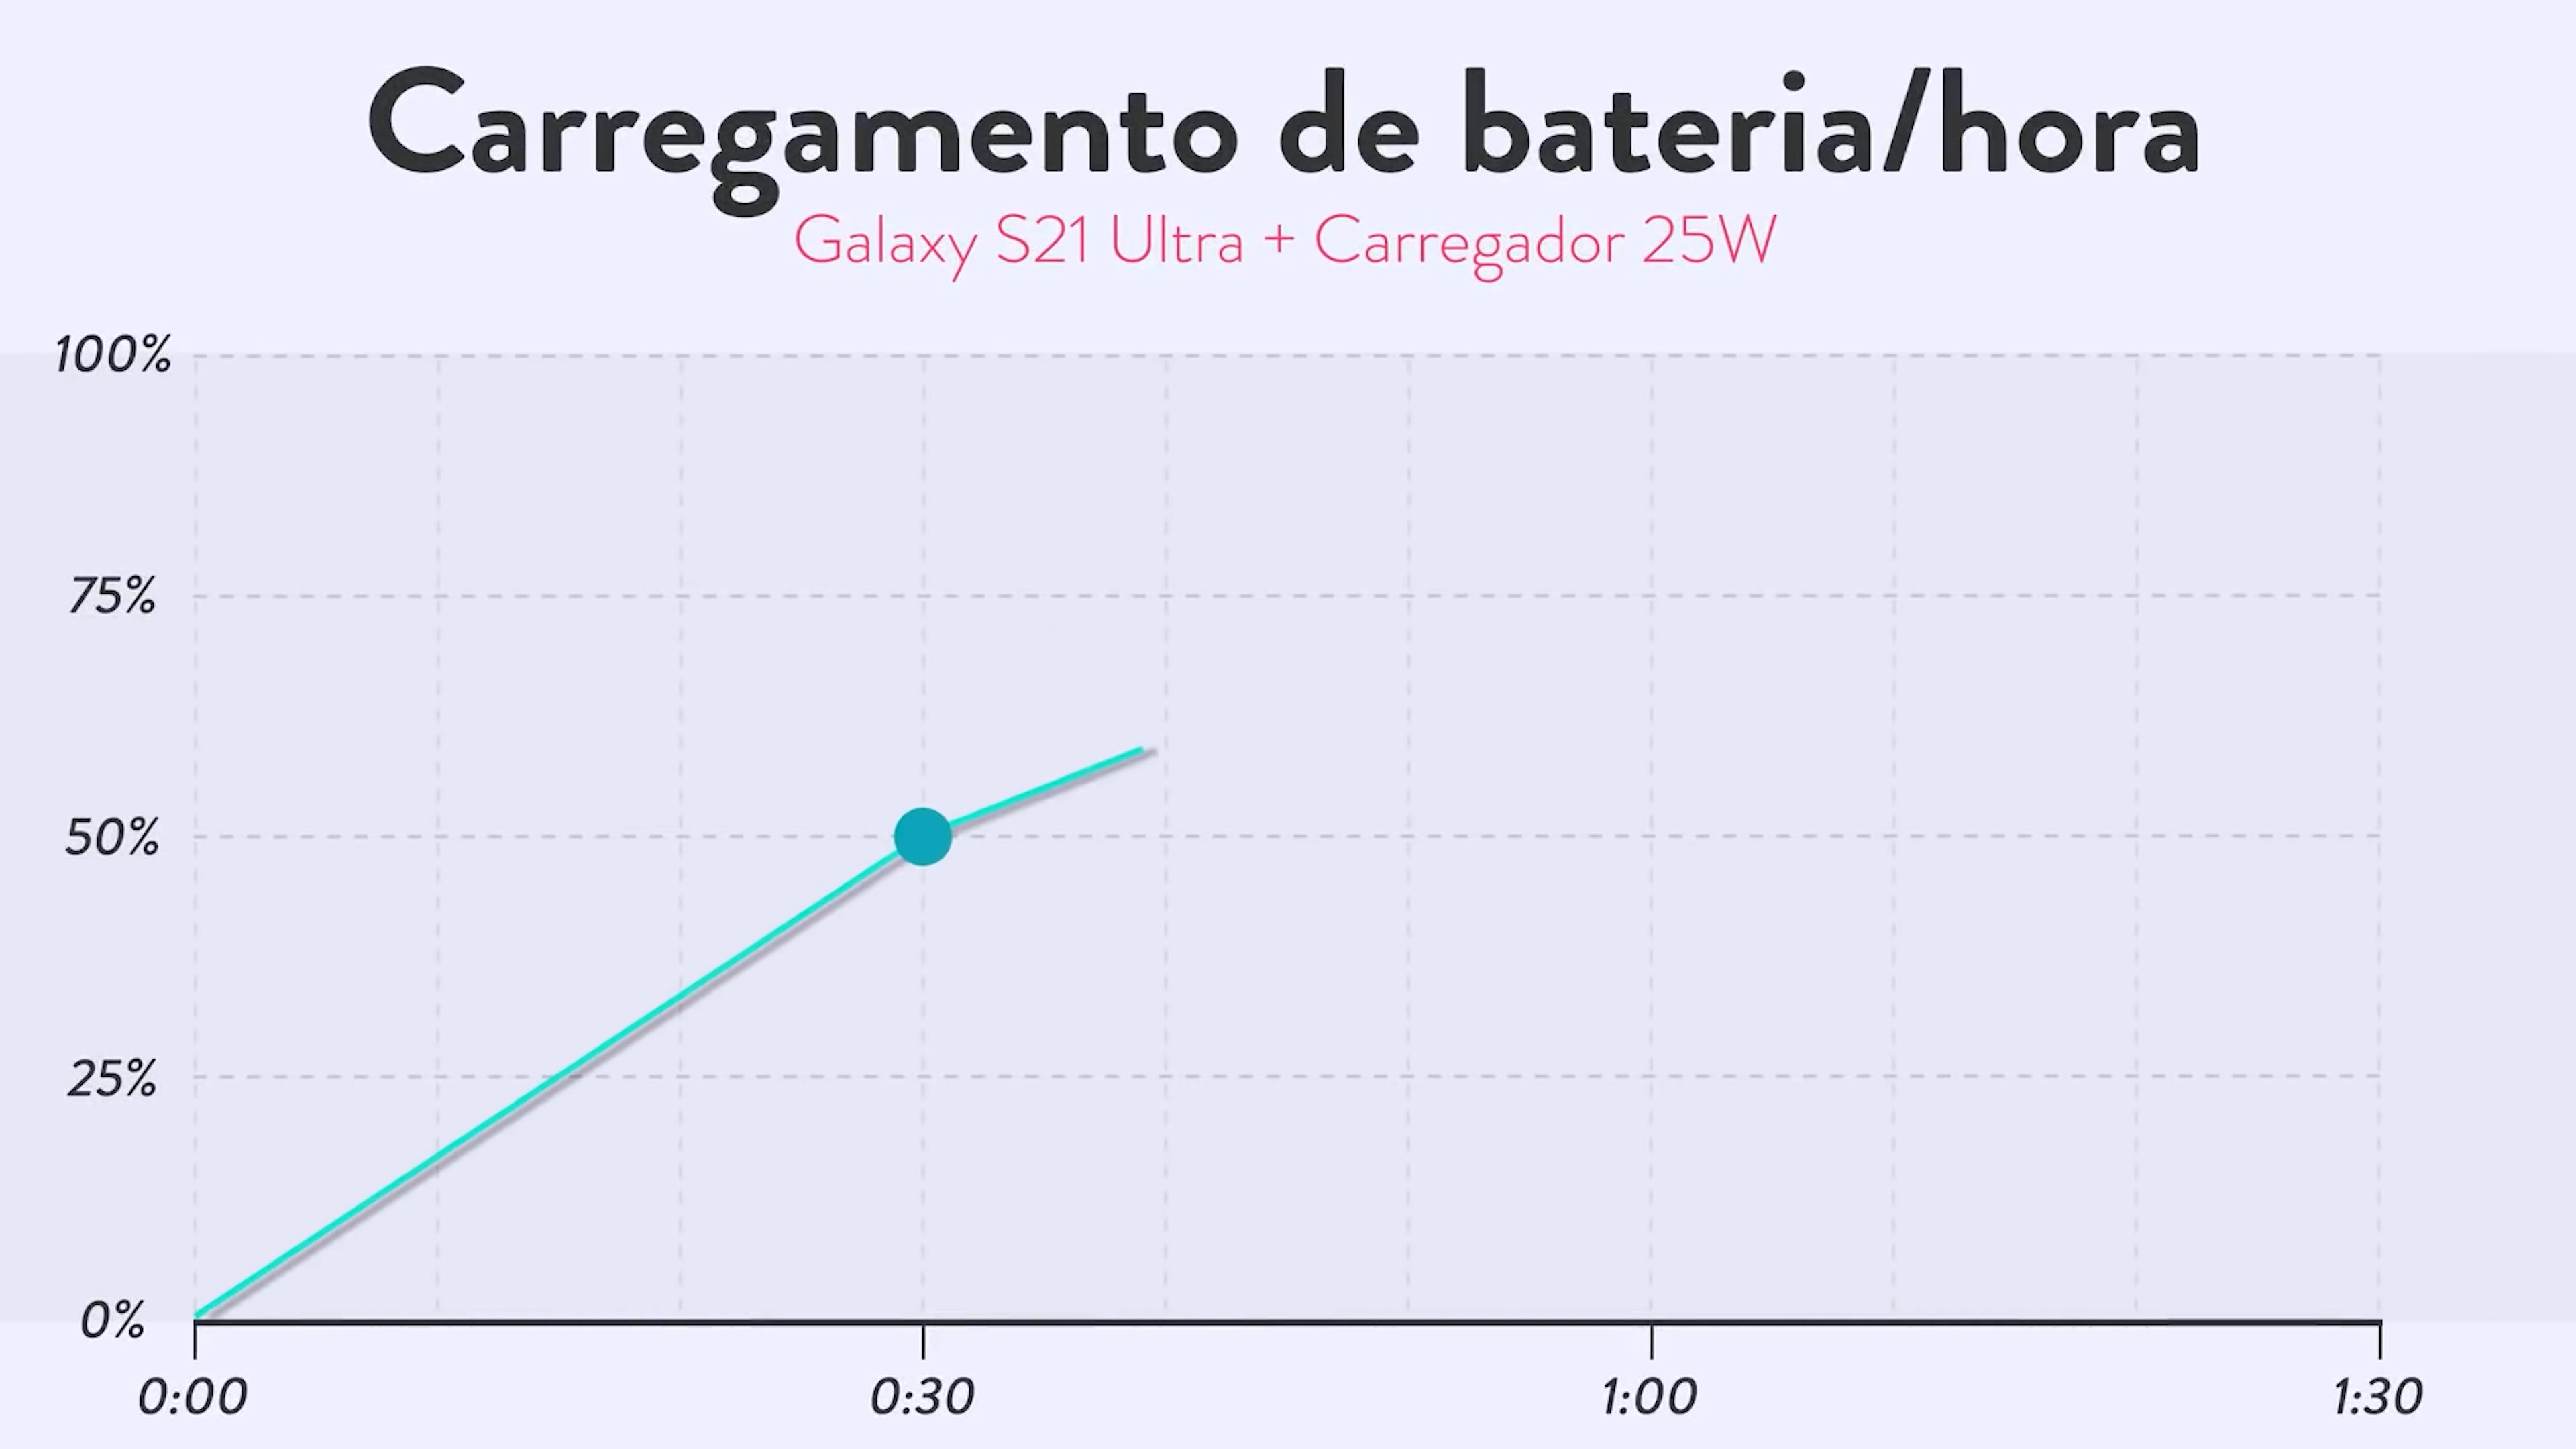 Carregamento de bateria/hora
Galaxy S21 Ultra + Carregador 25W
100%
75%
50%
25%
0%
0:00 0:30 1:00 1:30